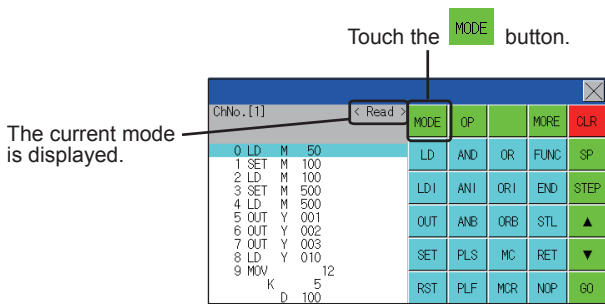 Touch the MODE button.
The current mode
is displayed.
ChNo.[1] < Read >
MODE OP MORE CLR
LD AND OR FUNC SP
LDI ANI ORI END STEP
OUT ANB ORB STL ▲
SET PLS MC RET ▼
RST PLF MCR NOP GO
0 LD M 50
1 SET M 100
2 LD M 100
3 SET M 500
4 LD M 500
5 OUT Y 001
6 OUT Y 002
7 OUT Y 003
8 LD Y 010
9 MOV 12
K 5
D 100